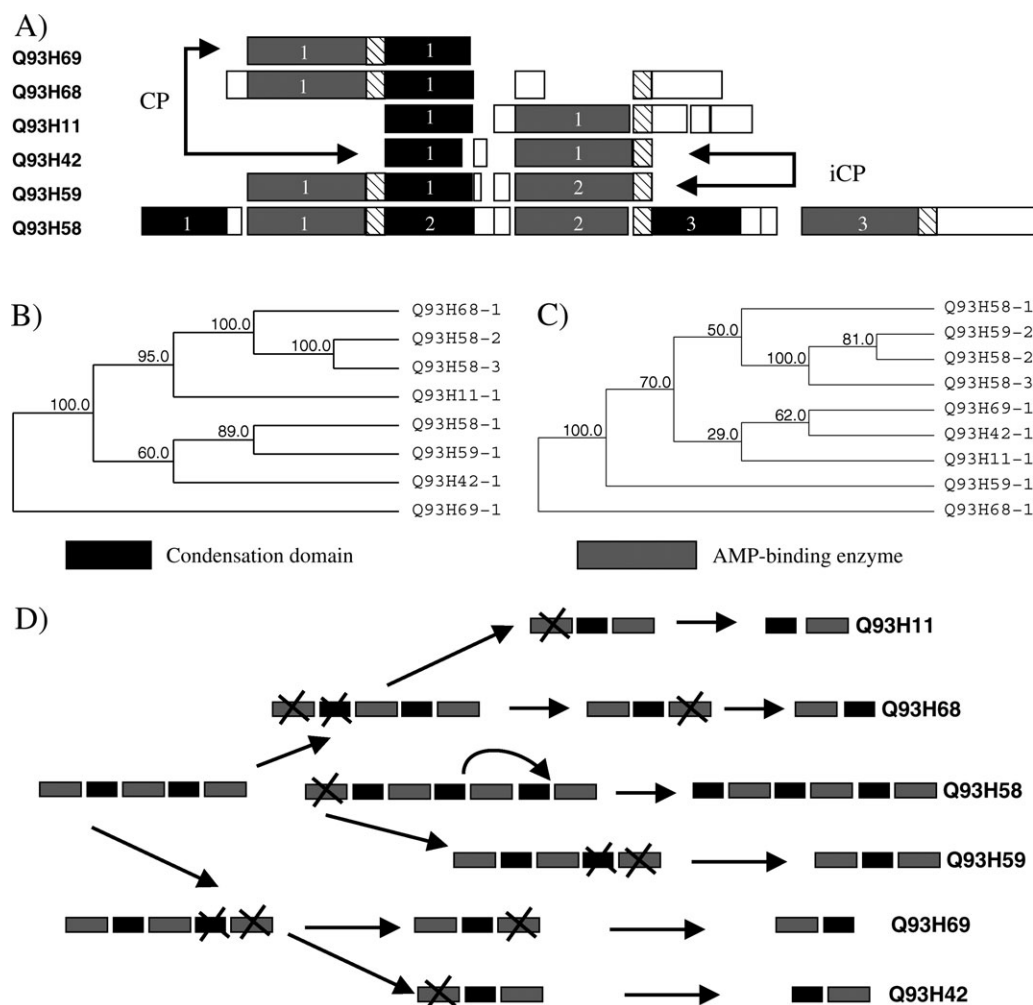 A)
Q93H69 1 1
Q93H68 1 1
CP
Q93H11 1 1
Q93H42 1 1
iCP
Q93H59 1 1 2
Q93H58 1 1 2 2 3 3
B)
100.0 Q93H68-1
100.0 Q93H58-2
95.0 Q93H58-3
100.0 Q93H11-1
89.0 Q93H58-1
60.0 Q93H59-1
Q93H42-1
Q93H69-1
Condensation domain
C)
50.0 Q93H58-1
81.0 Q93H59-2
100.0 Q93H58-2
70.0 Q93H58-3
62.0 Q93H69-1
100.0 29.0 Q93H42-1
Q93H11-1
Q93H59-1
Q93H68-1
AMP-binding enzyme
D)
Q93H11
Q93H68
Q93H58
Q93H59
Q93H69
Q93H42